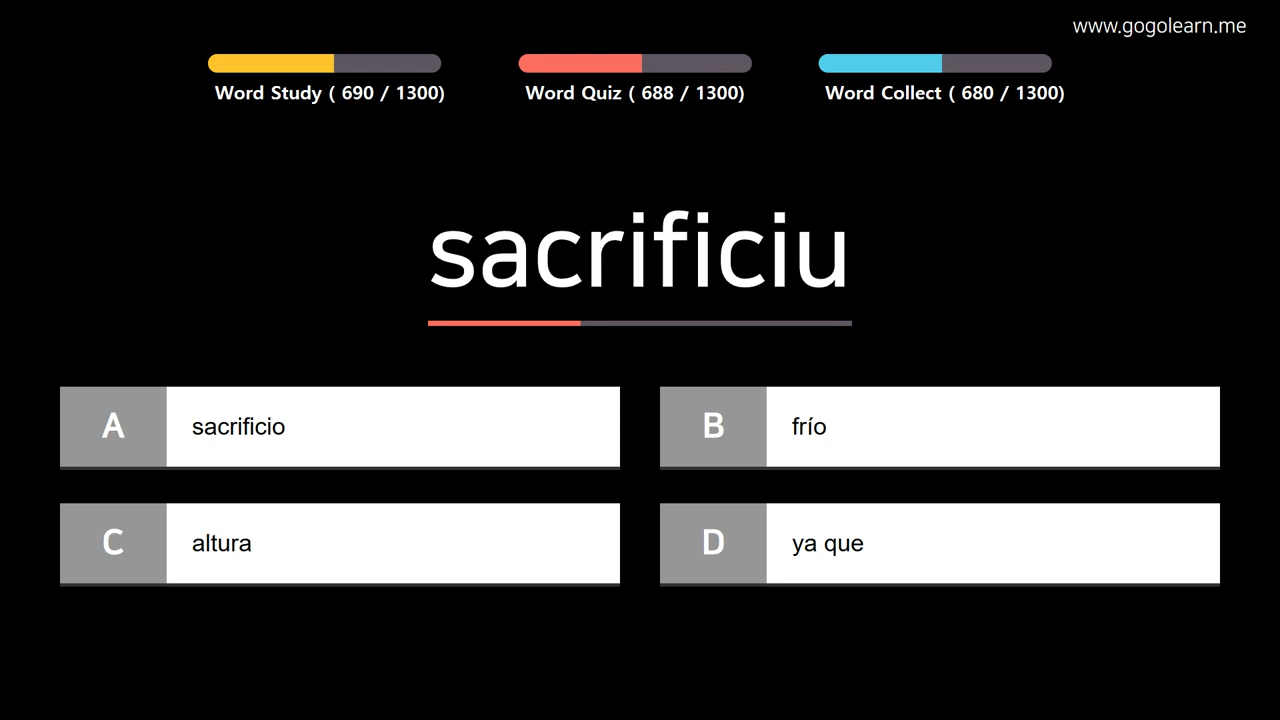 www.gogolearn.me
Word Study ( 690 / 1300)
Word Quiz ( 688 / 1300)
Word Collect ( 680 / 1300)
sacrificiu
A
sacrificio
B
frío
C
altura
D
ya que